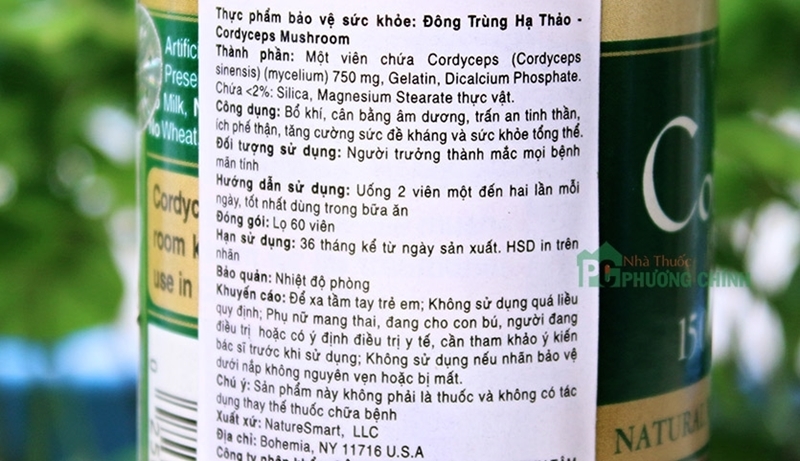 Thực phẩm bảo vệ sức khỏe: Đông Trùng Hạ Thảo -
Cordyceps Mushroom
Thành phần: Một viên chứa Cordyceps (Cordyceps
sinensis) (mycelium) 750 mg, Gelatin, Dicalcium Phosphate.
Chứa <2%: Silica, Magnesium Stearate thực vật.
Công dụng: Bổ khí, cân bằng âm dương, trấn an tinh thần,
ích phế thận, tăng cường sức đề kháng và sức khỏe tổng thể.
Đối tượng sử dụng: Người trưởng thành mắc mọi bệnh
mãn tính
Hướng dẫn sử dụng: Uống 2 viên một đến hai lần mỗi
ngày, tốt nhất dùng trong bữa ăn
Đóng gói: Lọ 60 viên
Hạn sử dụng: 36 tháng kể từ ngày sản xuất. HSD in trên
nhãn
Bảo quản: Nhiệt độ phòng
Khuyến cáo: Để xa tầm tay trẻ em; Không sử dụng quá liều
quy định; Phụ nữ mang thai, đang cho con bú, người đang
điều trị hoặc có ý định điều trị y tế, cần tham khảo ý kiến
bác sĩ trước khi sử dụng; Không sử dụng nếu nhãn bảo vệ
dưới nắp không nguyên vẹn hoặc bị mất.
Chú ý: Sản phẩm này không phải là thuốc và không có tác
dụng thay thế thuốc chữa bệnh
Xuất xứ: NatureSmart, LLC
Địa chỉ: Bohemia, NY 11716 U.S.A
Artific
Prese
Milk, N
No Wheat,
Cordyc
room k
use in
0
Co
15
NATURAL
Nhà Thuốc
PHƯƠNG CHÍNH